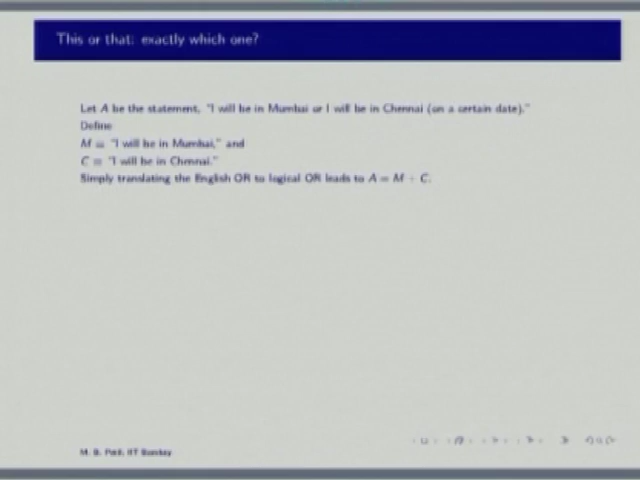 This or that: exactly which one?
Let A be the statement, "I will be in Mumbai or I will be in Chennai (on a certain date)."
Define
M = "I will be in Mumbai," and
C = "I will be in Chennai."
Simply translating the English OR to logical OR leads to A = M + C.
M. B. Patil, IIT Bombay